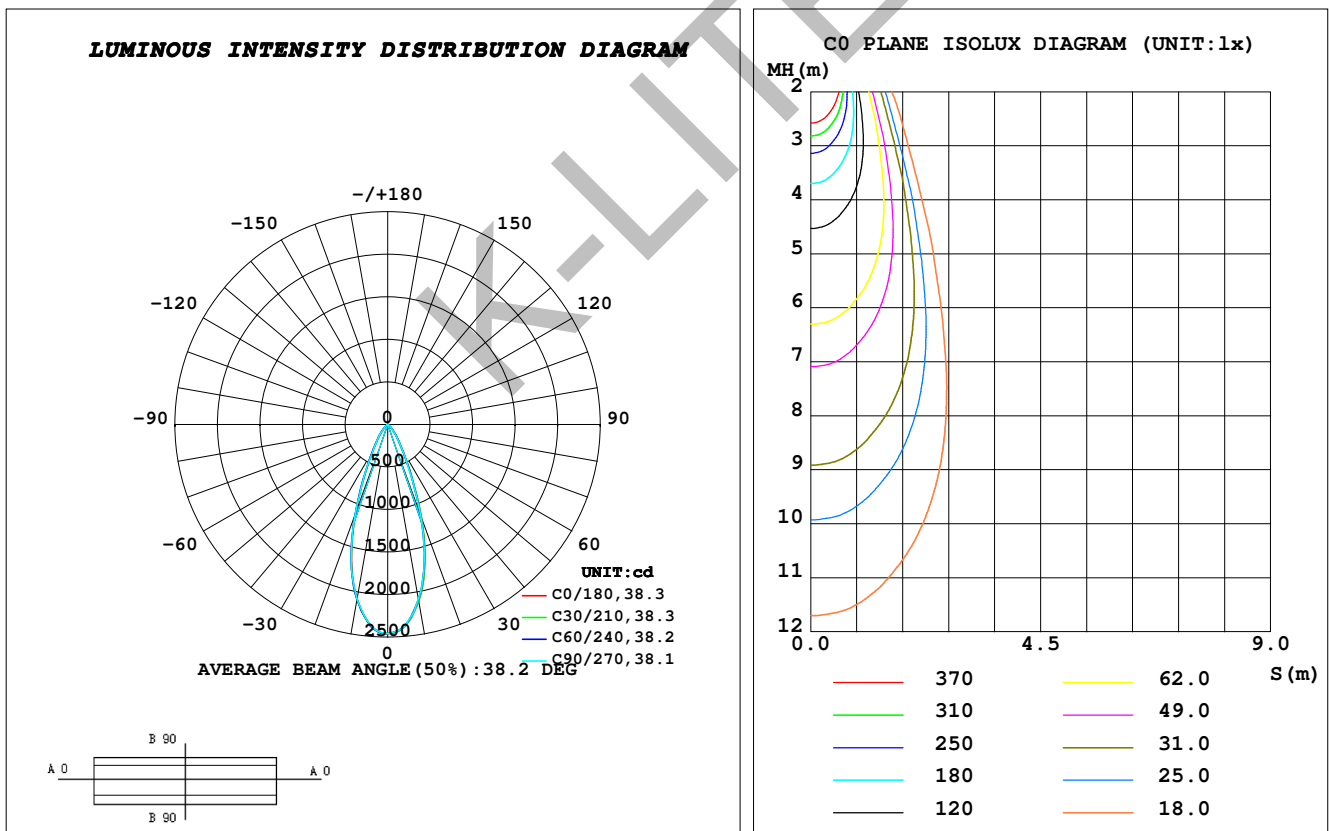 LUMINOUS INTENSITY DISTRIBUTION DIAGRAM
-/+180
-150
150
-120
120
-90
90
-60
60
-30
30
0
0
500
1000
1500
2000
2500
UNIT:cd
C0/180,38.3
C30/210,38.3
C60/240,38.2
C90/270,38.1
AVERAGE BEAM ANGLE(50%):38.2 DEG
B 90
A 0
A 0
B 90
K-LITE
C0 PLANE ISOLUX DIAGRAM (UNIT:lx)
MH(m)
2
3
4
5
6
7
8
9
10
11
12
0.0
4.5
9.0
S(m)
370
310
250
180
120
62.0
49.0
31.0
25.0
18.0